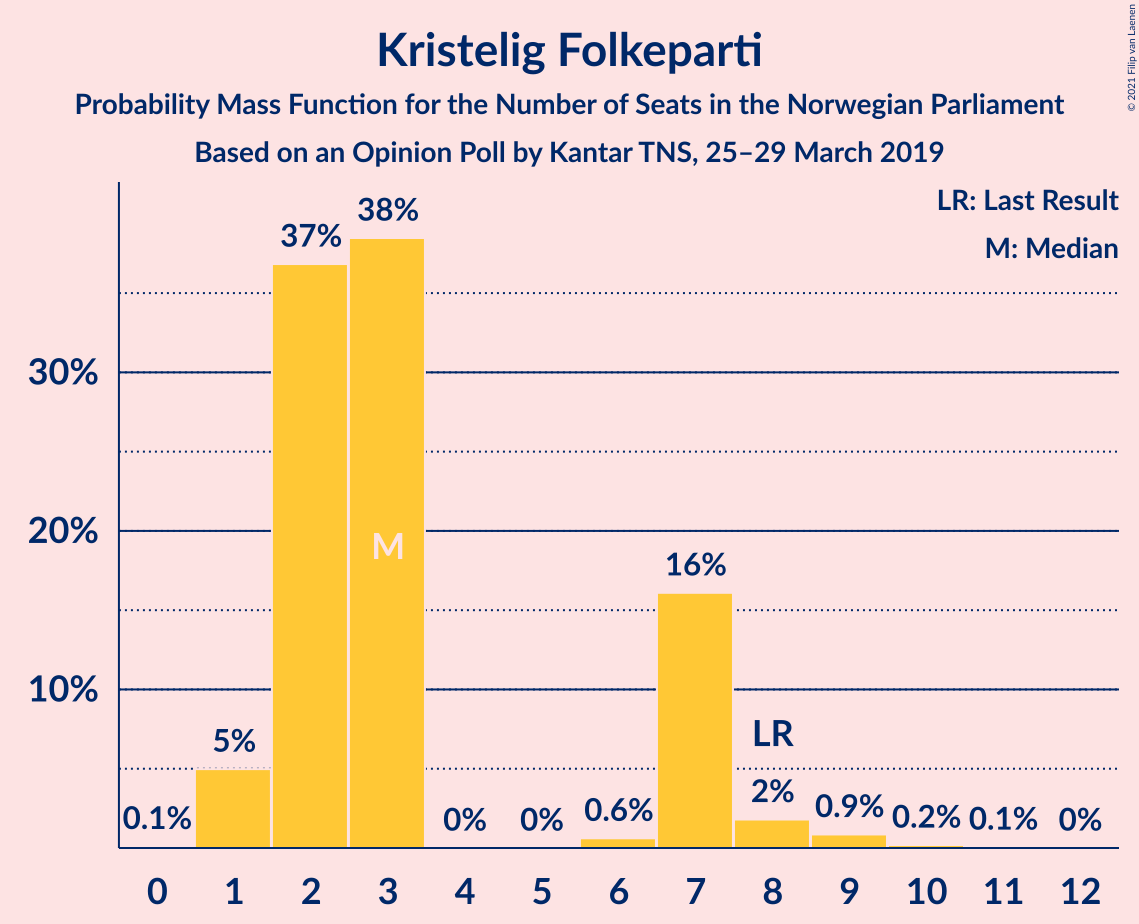 Kristelig Folkeparti
Probability Mass Function for the Number of Seats in the Norwegian Parliament
Based on an Opinion Poll by Kantar TNS, 25–29 March 2019
© 2021 Filip van Laenen
LR: Last Result
M: Median
38%
37%
30%
20%
M
16%
10%
LR
5%
2%
0.1%
0%
0%
0.6%
0.9%
0.2%
0.1%
0%
0 1 2 3 4 5 6 7 8 9 10 11 12